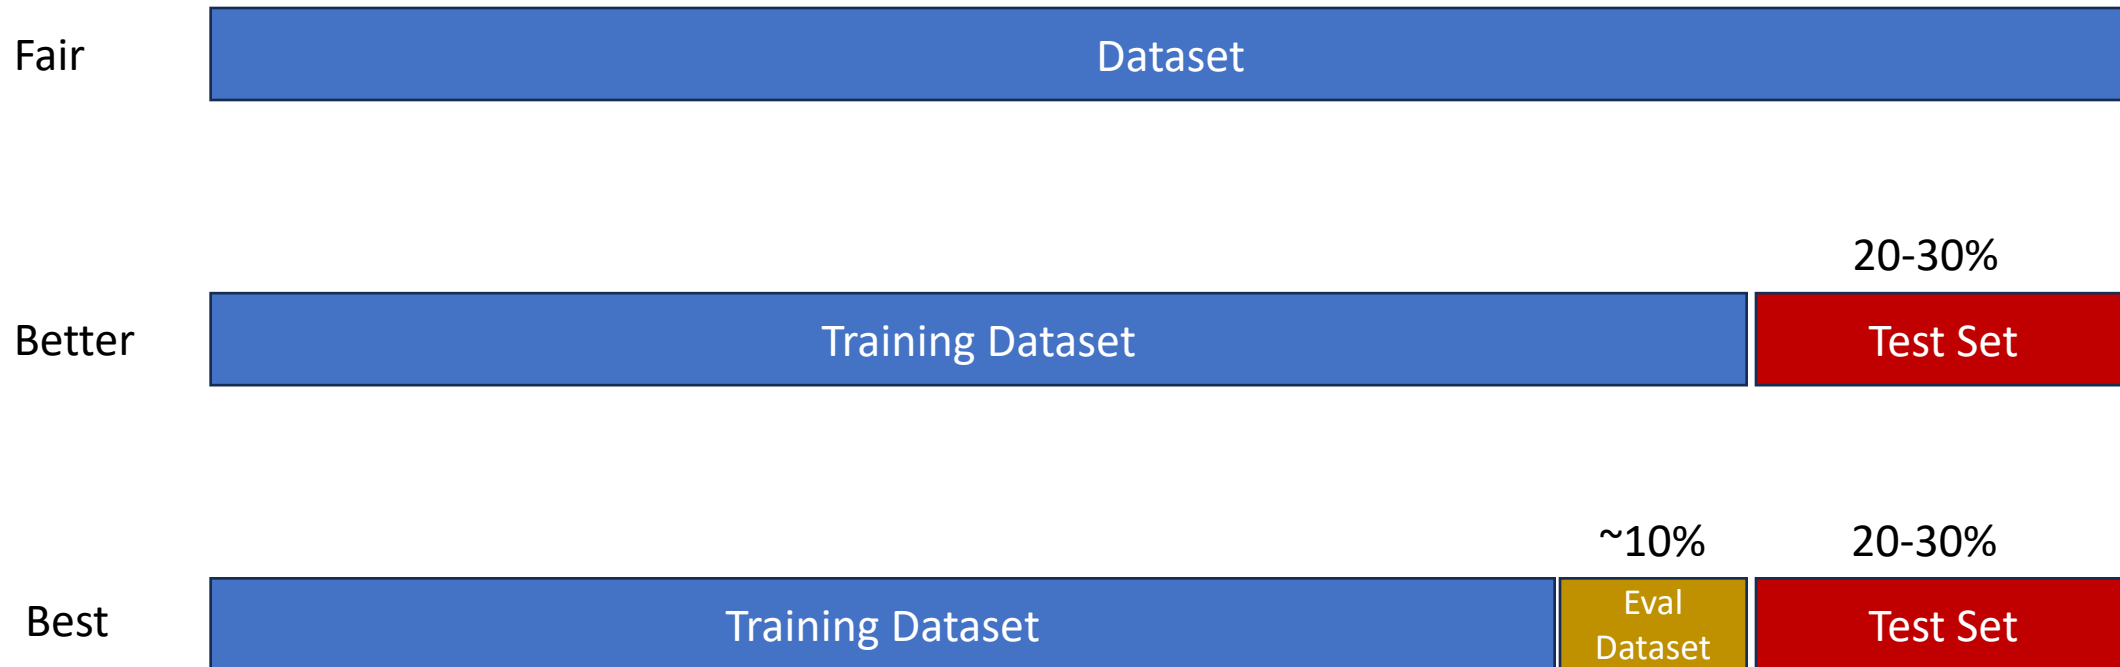 Fair
Dataset
20-30%
Better
Training Dataset
Test Set
~10%
20-30%
Best
Training Dataset
Eval
Dataset
Test Set